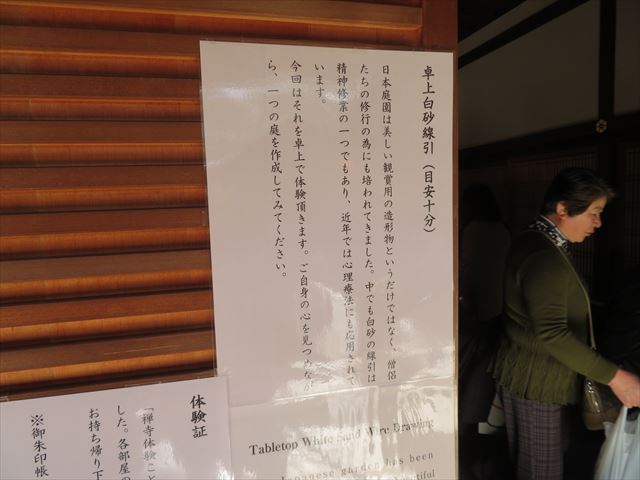 卓上白砂線引（目安十分）
日本庭園は美しい観賞用の造形物というだけではなく、僧侶
たちの修行の為にも培われてきました。中でも白砂の線引は
精神修業の一つでもあり、近年では心理療法にも応用されて
います。
今回はそれを卓上で体験頂きます。ご自身の心を見つめなが
ら、一つの庭を作成してみてください。
Tabletop White Sand Wire Drawing
Japanese garden has been
体験証
「禅寺体験こと
した。各部屋の
お持ち帰り下
※御朱印帳